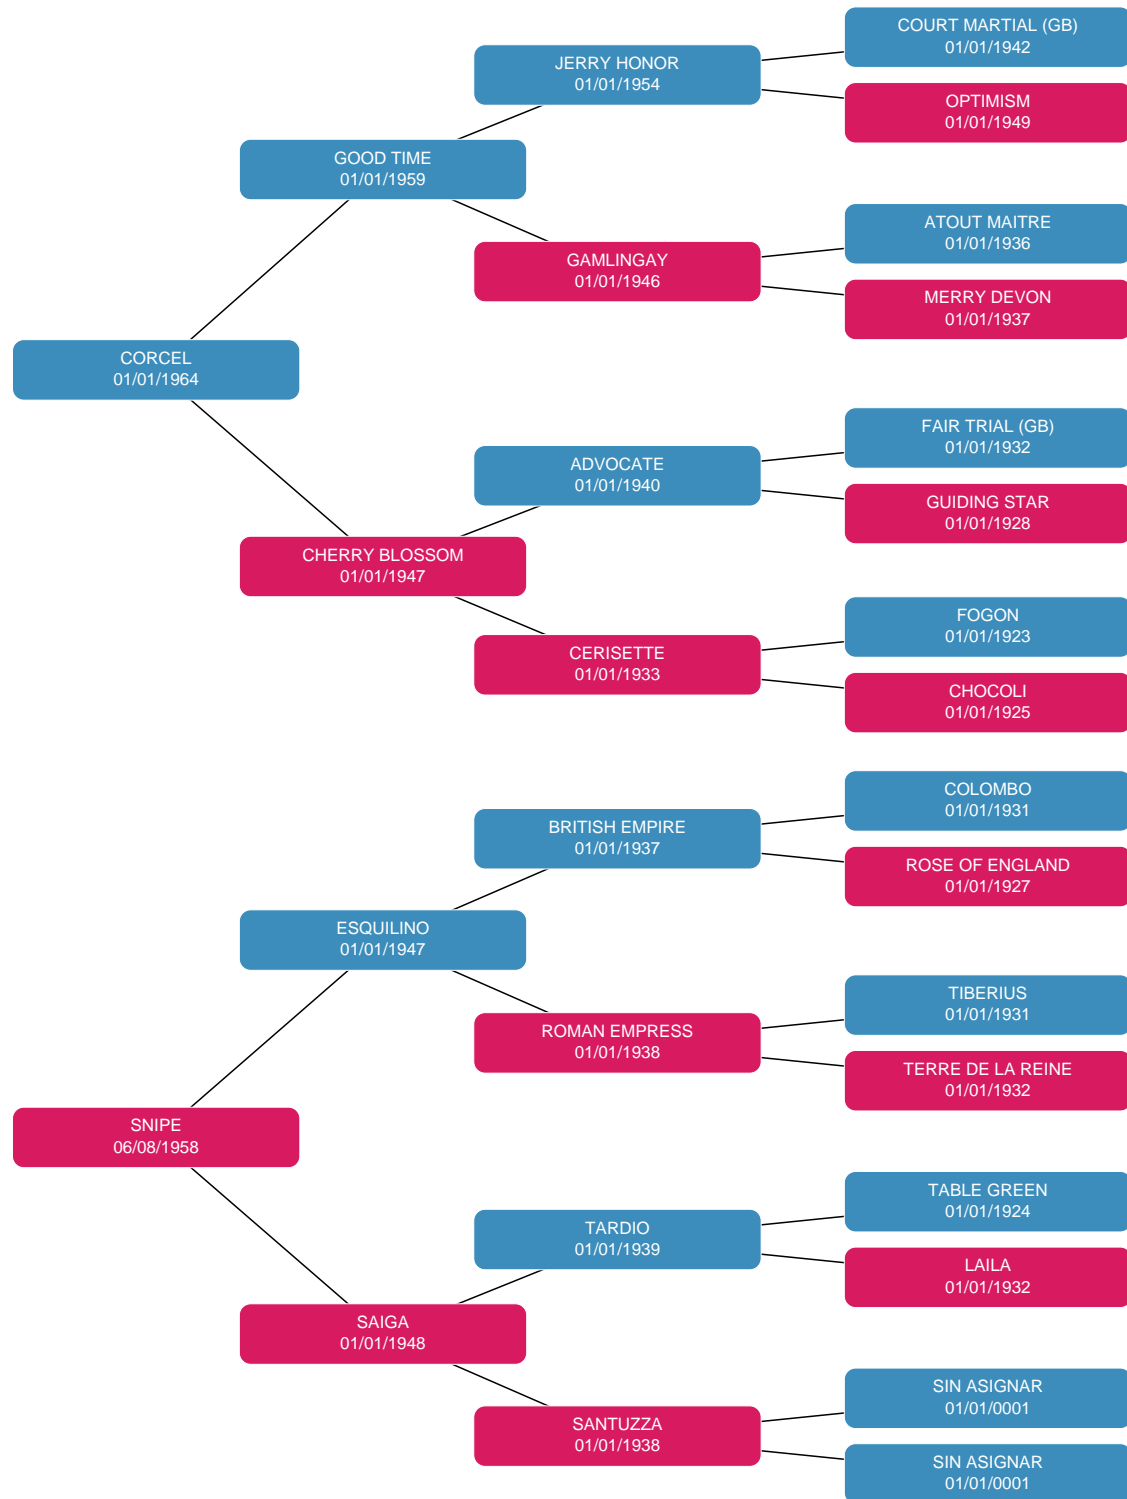 COURT MARTIAL (GB)
01/01/1942
JERRY HONOR
01/01/1954
OPTIMISM
01/01/1949
GOOD TIME
01/01/1959
ATOUT MAITRE
01/01/1936
GAMLINGAY
01/01/1946
MERRY DEVON
01/01/1937
CORCEL
01/01/1964
FAIR TRIAL (GB)
01/01/1932
ADVOCATE
01/01/1940
GUIDING STAR
01/01/1928
CHERRY BLOSSOM
01/01/1947
FOGON
01/01/1923
CERISETTE
01/01/1933
CHOCOLI
01/01/1925
COLOMBO
01/01/1931
BRITISH EMPIRE
01/01/1937
ROSE OF ENGLAND
01/01/1927
ESQUILINO
01/01/1947
TIBERIUS
01/01/1931
ROMAN EMPRESS
01/01/1938
TERRE DE LA REINE
01/01/1932
SNIPE
06/08/1958
TABLE GREEN
01/01/1924
TARDIO
01/01/1939
LAILA
01/01/1932
SAIGA
01/01/1948
SIN ASIGNAR
01/01/0001
SANTUZZA
01/01/1938
SIN ASIGNAR
01/01/0001